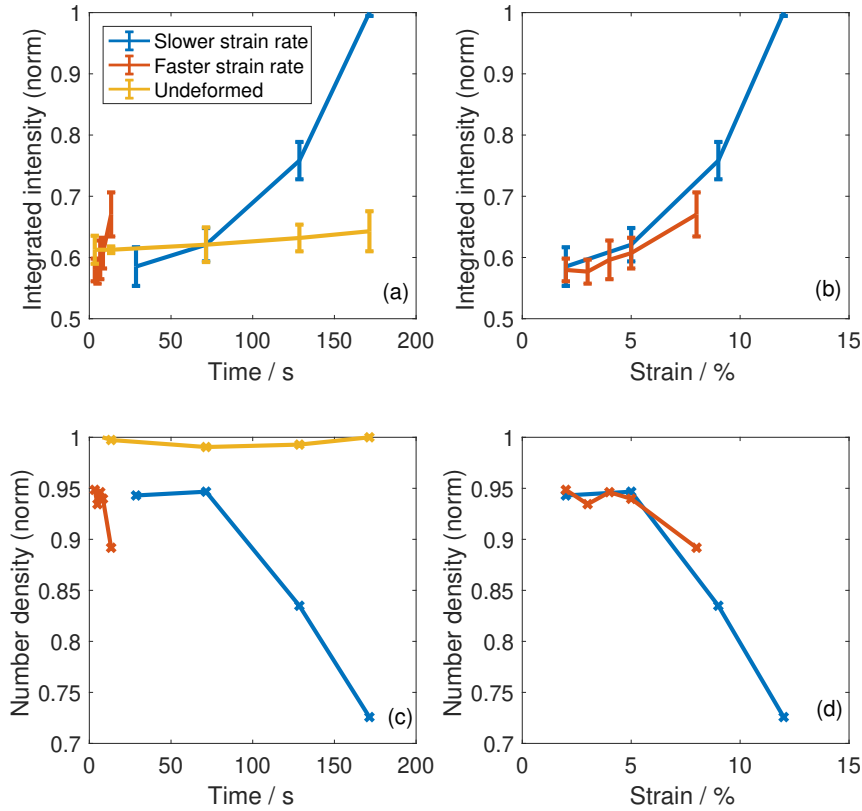 1
0.9
0.8
0.7
0.6
0.5
Integrated intensity (norm)
Slower strain rate
Faster strain rate
Undeformed
(a)
0 50 100 150 200
Time / s
1
0.9
0.8
0.7
0.6
0.5
Integrated intensity (norm)
(b)
0 5 10 15
Strain / %
1
0.95
0.9
0.85
0.8
0.75
0.7
Number density (norm)
(c)
0 50 100 150 200
Time / s
1
0.95
0.9
0.85
0.8
0.75
0.7
Number density (norm)
(d)
0 5 10 15
Strain / %